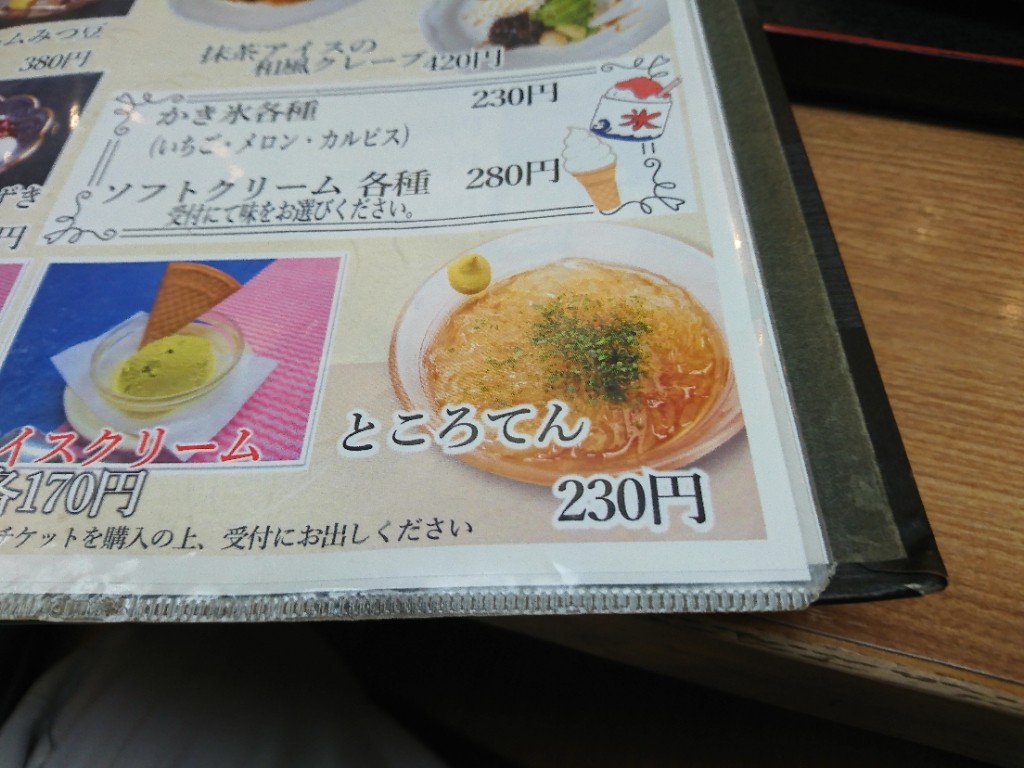 ームみつ豆
380円
抹茶アイスの
和風クレープ420円
かき氷各種 230円
(いちご・メロン・カルピス)
ソフトクリーム 各種 280円
受付にて味をお選びください。
氷
ずき
円
イスクリーム
各170円
ところてん
230円
チケットを購入の上、受付にお出しください